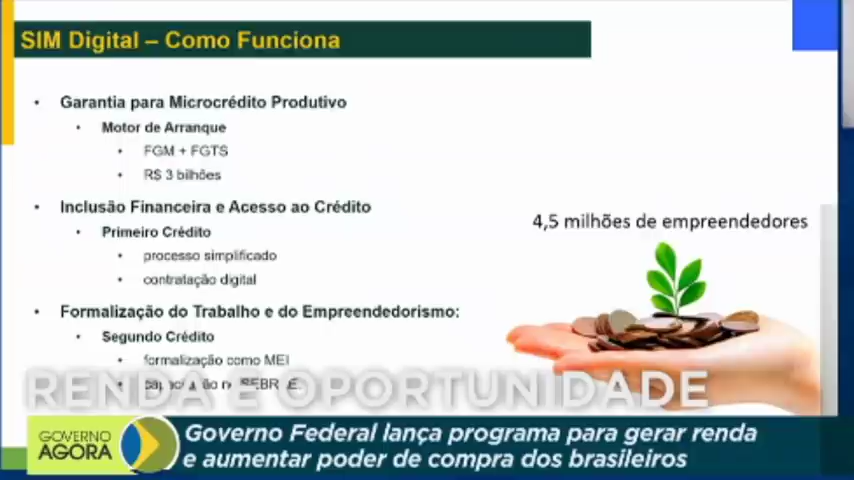 SIM Digital – Como Funciona
• Garantia para Microcrédito Produtivo
• Motor de Arranque
• FGM + FGTS
• R$ 3 bilhões
• Inclusão Financeira e Acesso ao Crédito
• Primeiro Crédito
• processo simplificado
• contratação digital
4,5 milhões de empreendedores
• Formalização do Trabalho e do Empreendedorismo:
• Segundo Crédito
• formalização como MEI
RENDA E OPORTUNIDADE
GOVERNO
AGORA
Governo Federal lança programa para gerar renda
e aumentar poder de compra dos brasileiros